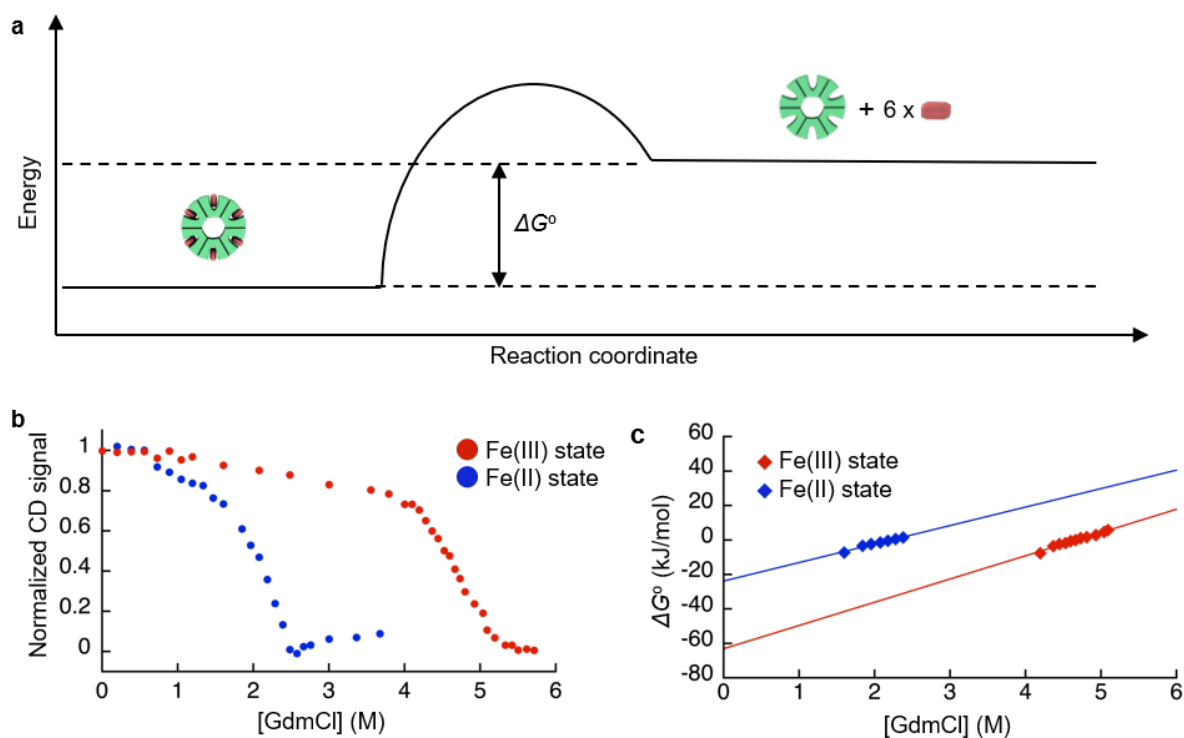 a
Energy
+ 6 x
ΔGº
Reaction coordinate
b
Normalized CD signal
1
0.8
0.6
0.4
0.2
0
0 1 2 3 4 5 6
[GdmCl] (M)
Fe(III) state
Fe(II) state
c
ΔGº (kJ/mol)
60
40
20
0
-20
-40
-60
-80
0 1 2 3 4 5 6
[GdmCl] (M)
Fe(III) state
Fe(II) state